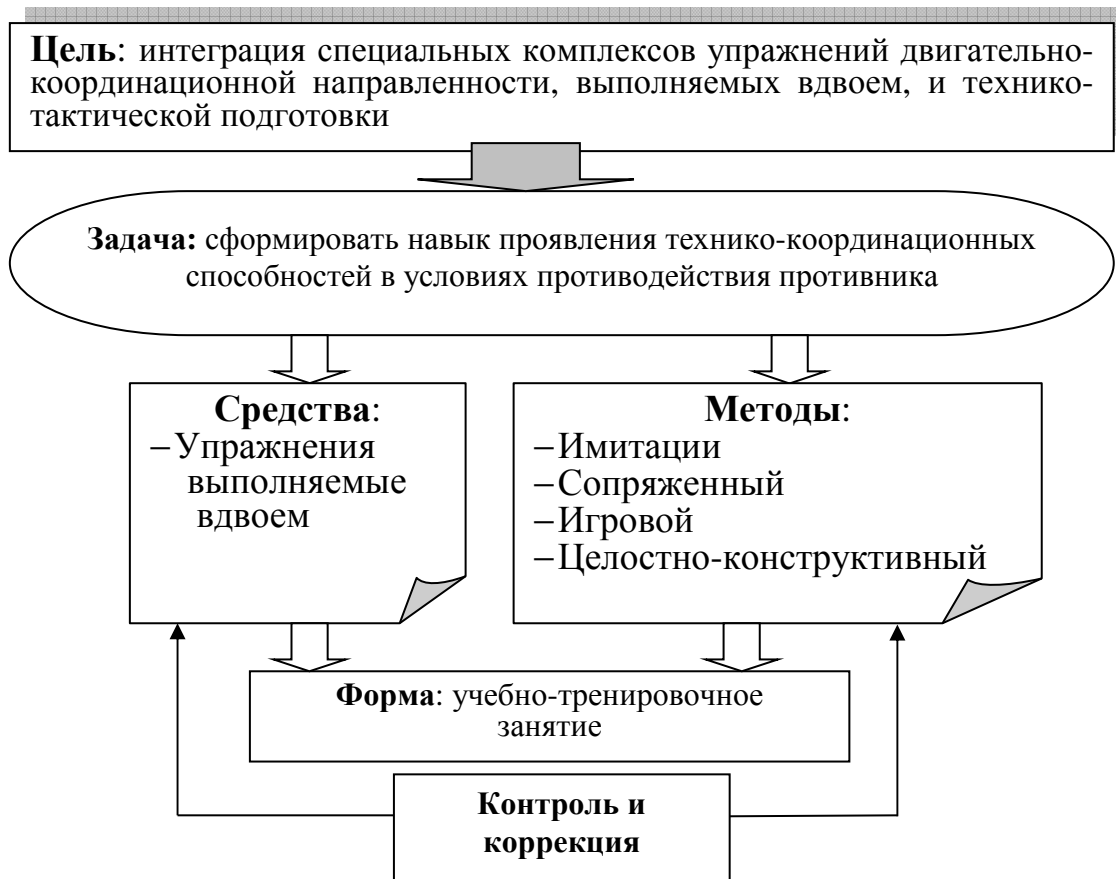 Цель: интеграция специальных комплексов упражнений двигательно-
координационной направленности, выполняемых вдвоем, и технико-
тактической подготовки
Задача: сформировать навык проявления технико-координационных
способностей в условиях противодействия противника
Средства:
–Упражнения
выполняемые
вдвоем
Методы:
–Имитации
–Сопряженный
–Игровой
–Целостно-конструктивный
Форма: учебно-тренировочное
занятие
Контроль и
коррекция